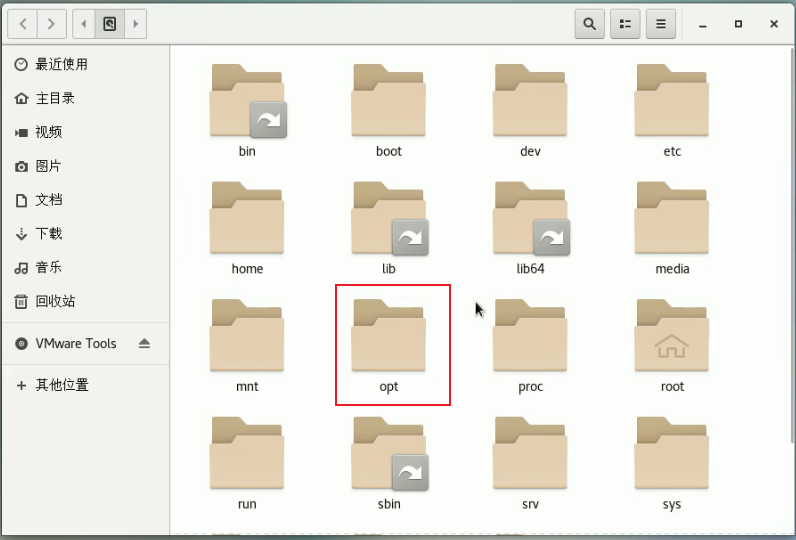 最近使用
主目录
视频
图片
文档
下载
音乐
回收站
VMware Tools
其他位置
bin
boot
dev
etc
home
lib
lib64
media
mnt
opt
proc
root
run
sbin
srv
sys